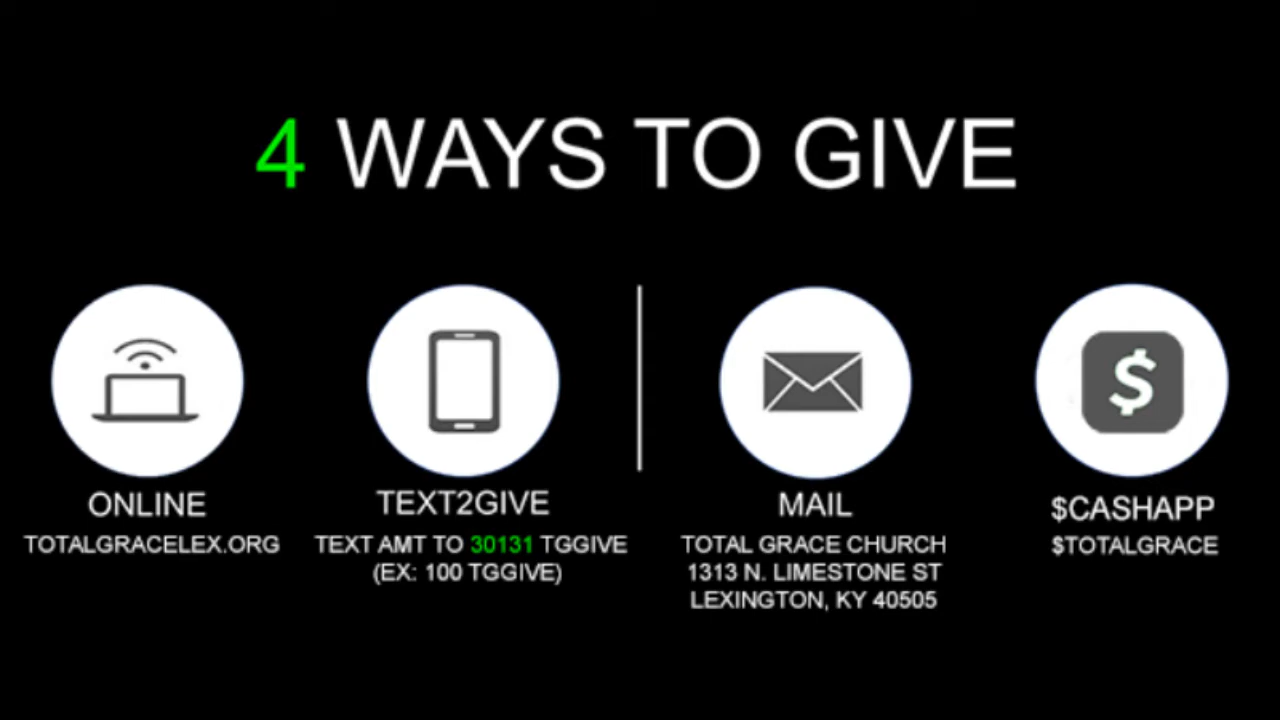 4 WAYS TO GIVE
ONLINE
TOTALGRACELEX.ORG
TEXT2GIVE
TEXT AMT TO 30131 TGGIVE
(EX: 100 TGGIVE)
MAIL
TOTAL GRACE CHURCH
1313 N. LIMESTONE ST
LEXINGTON, KY 40505
$CASHAPP
$TOTALGRACE